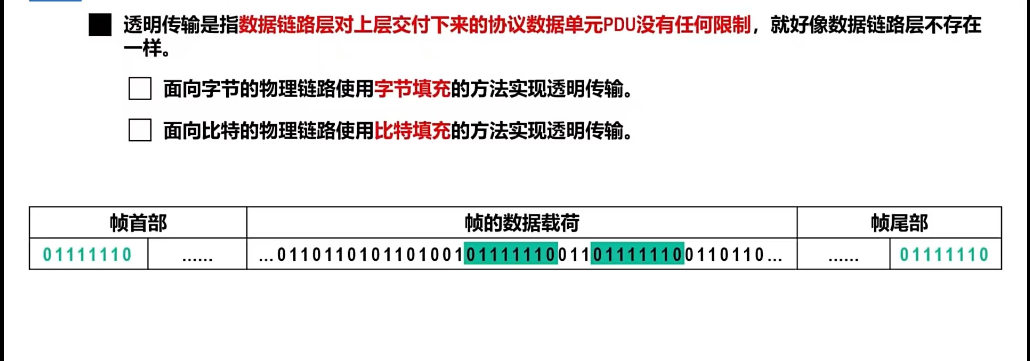 透明传输是指数据链路层对上层交付下来的协议数据单元PDU没有任何限制，就好像数据链路层不存在
一样。
面向字节的物理链路使用字节填充的方法实现透明传输。
面向比特的物理链路使用比特填充的方法实现透明传输。
帧首部 帧的数据载荷 帧尾部
01111110 …… …0110110101101001011111100110111111000110110… …… 01111110